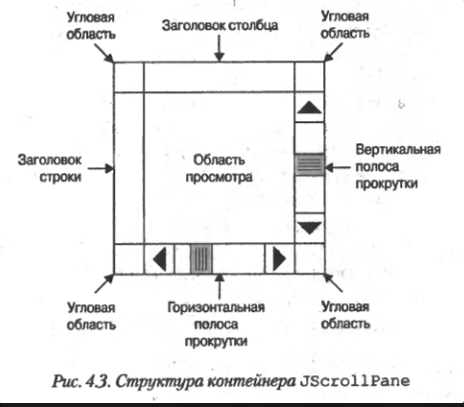 Угловая
область
Заголовок столбца
Угловая
область
Заголовок
строки
Область
просмотра
Вертикальная
полоса
прокрутки
Угловая
область
Горизонтальная
полоса
прокрутки
Угловая
область
Рис. 4.3. Структура контейнера JScrollPane